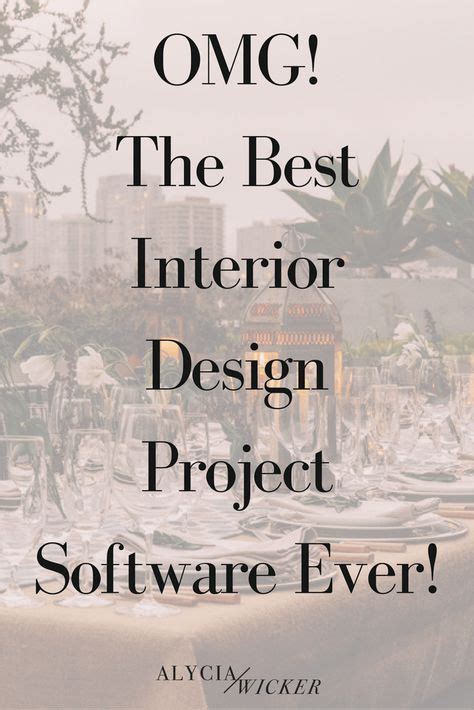 OMG!
The Best
Interior
Design
Project
Software Ever!
ALYCIA/WICKER